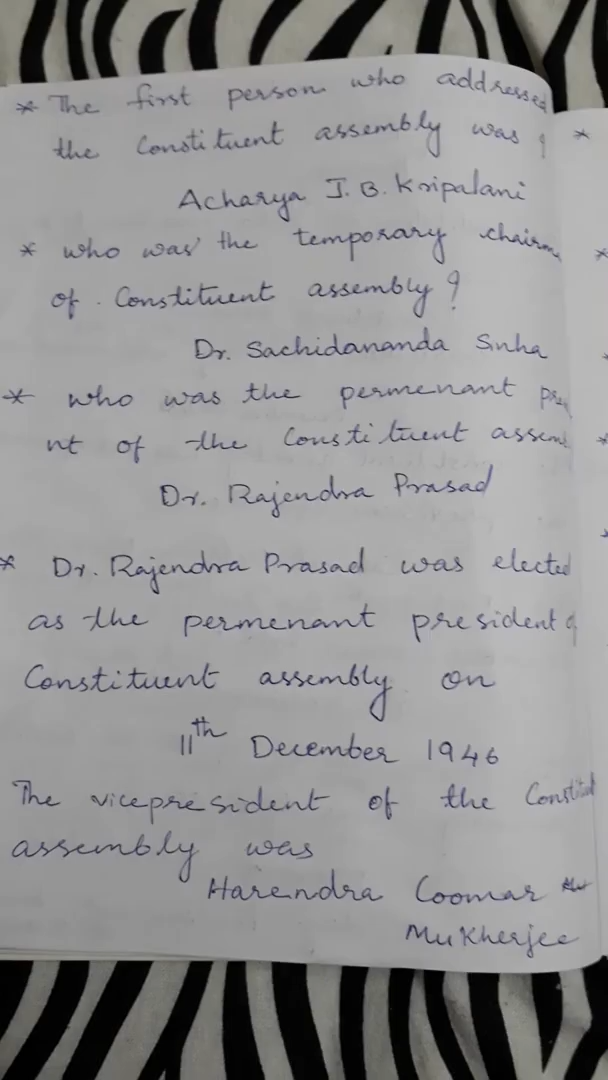 * The first person who addressed
the Constituent assembly was ?
Acharya J. B. Kripalani
* who was the temporary chairm
of Constituent assembly ?
Dr. Sachidananda Sinha
* who was the permenant pre
nt of the Constituent assem
Dr. Rajendra Prasad
* Dr. Rajendra Prasad was elected
as the permenant president of
Constituent assembly on
11th December 1946
The vicepresident of the Constituent
assembly was
Harendra Coomar
Mukherjee
*
*
*